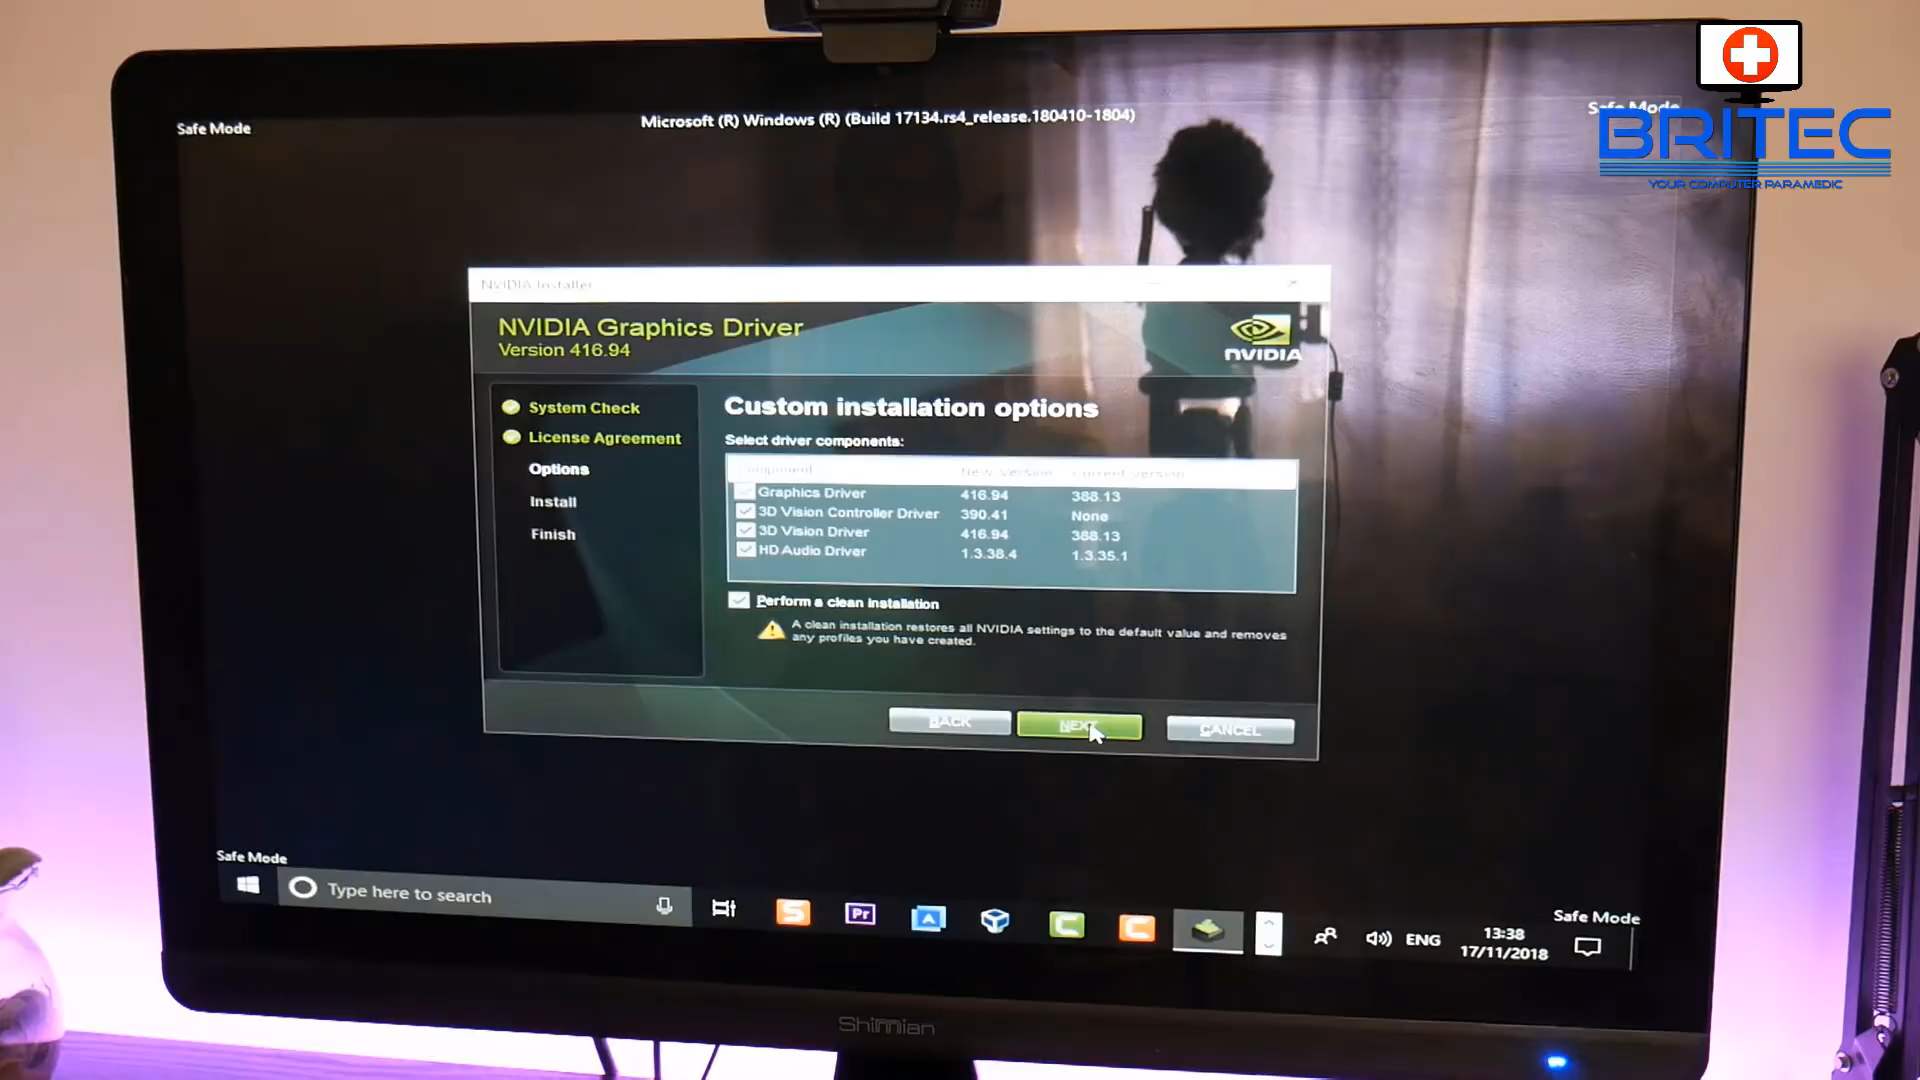 Safe Mode
Microsoft (R) Windows (R) (Build 17134.rs4_release.180410-1804)
Safe Mode
BRITEC
YOUR COMPUTER PARAMEDIC
NVIDIA Installer
NVIDIA Graphics Driver
Version 416.94
NVIDIA
System Check
License Agreement
Options
Install
Finish
Custom installation options
Select driver components:
Component New Version Current Version
Graphics Driver 416.94 388.13
3D Vision Controller Driver 390.41 None
3D Vision Driver 416.94 388.13
HD Audio Driver 1.3.38.4 1.3.35.1
Perform a clean installation
A clean installation restores all NVIDIA settings to the default value and removes
any profiles you have created.
BACK NEXT CANCEL
Safe Mode
Type here to search
Pr
ENG
13:38
17/11/2018
Safe Mode
Shimian